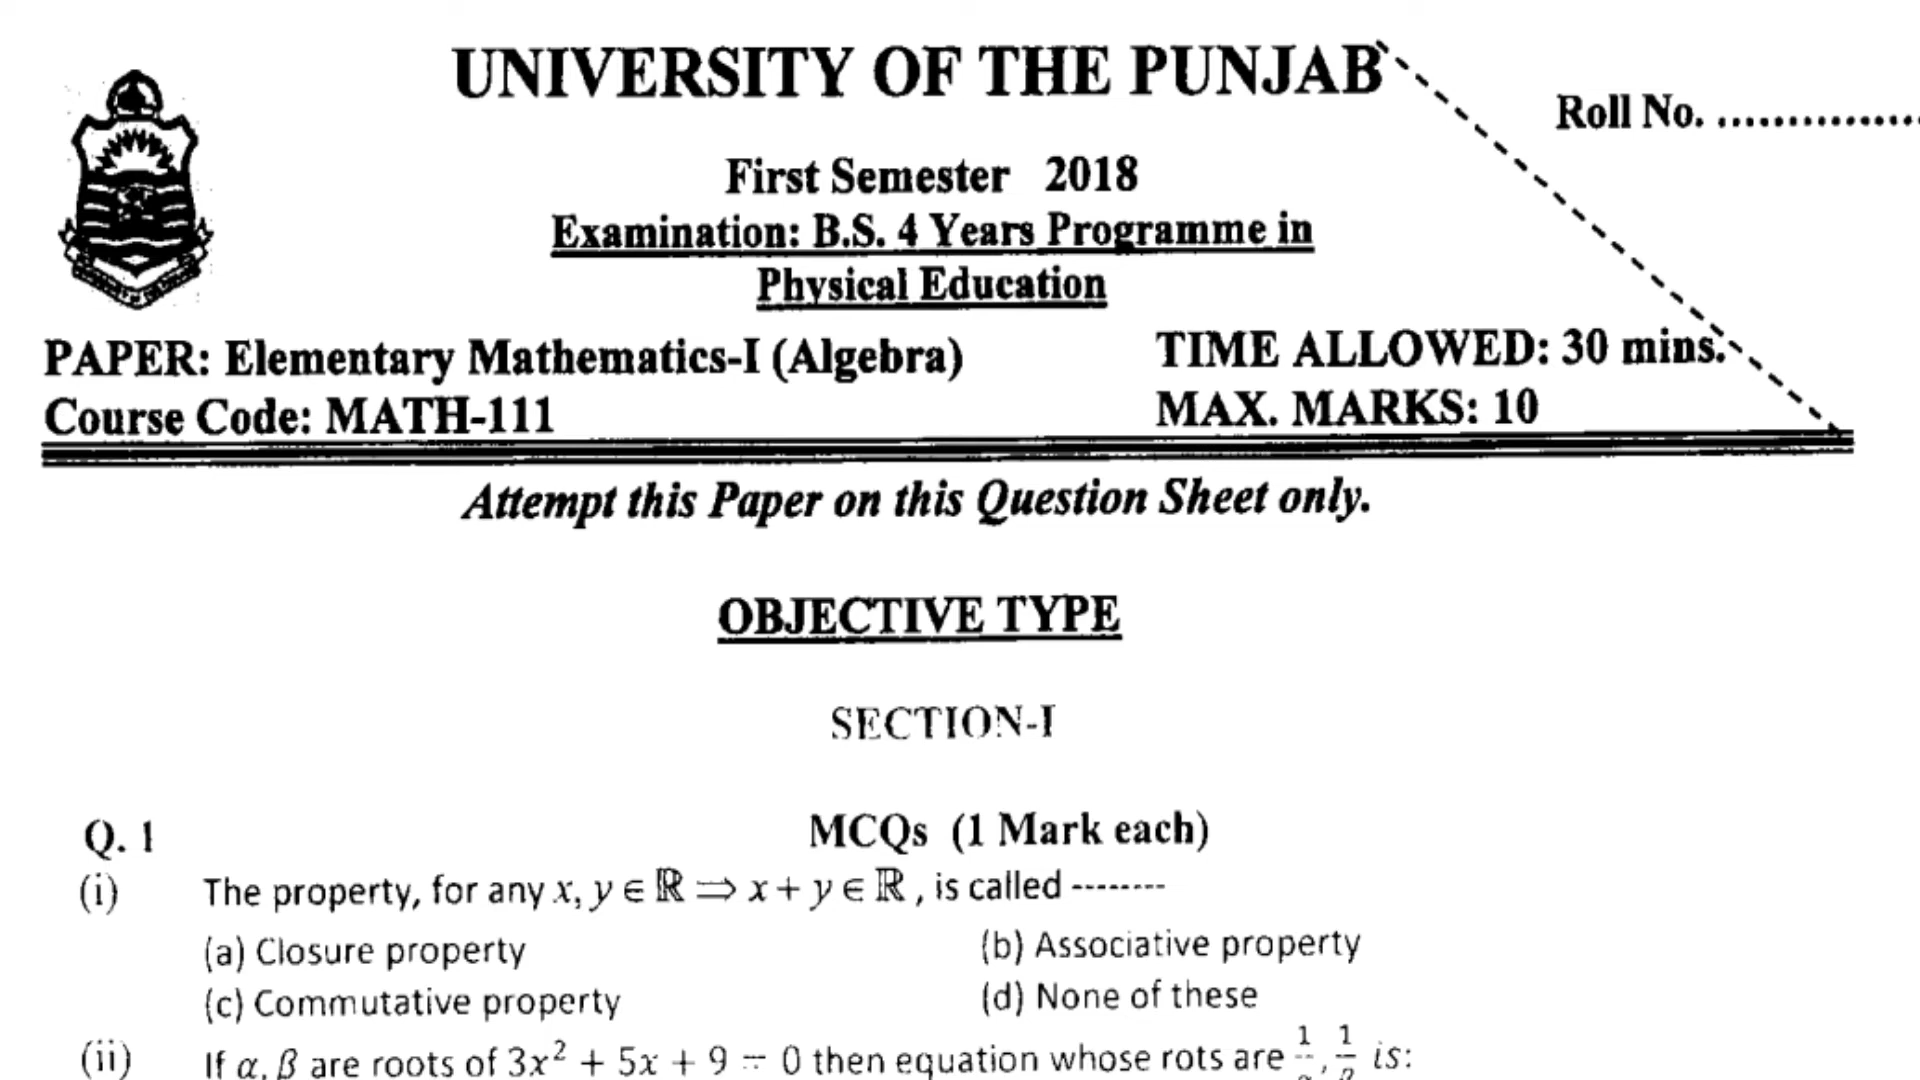 UNIVERSITY OF THE PUNJAB
Roll No. ...............
First Semester 2018
Examination: B.S. 4 Years Programme in
Physical Education
PAPER: Elementary Mathematics-I (Algebra)
TIME ALLOWED: 30 mins.
Course Code: MATH-111
MAX. MARKS: 10
Attempt this Paper on this Question Sheet only.
OBJECTIVE TYPE
SECTION-I
Q. 1 MCQs (1 Mark each)
(i) The property, for any x, y ∈ ℝ ⇒ x + y ∈ ℝ , is called --------
(a) Closure property (b) Associative property
(c) Commutative property (d) None of these
(ii) If α, β are roots of 3x² + 5x + 9 = 0 then equation whose rots are 1/α, 1/β is: